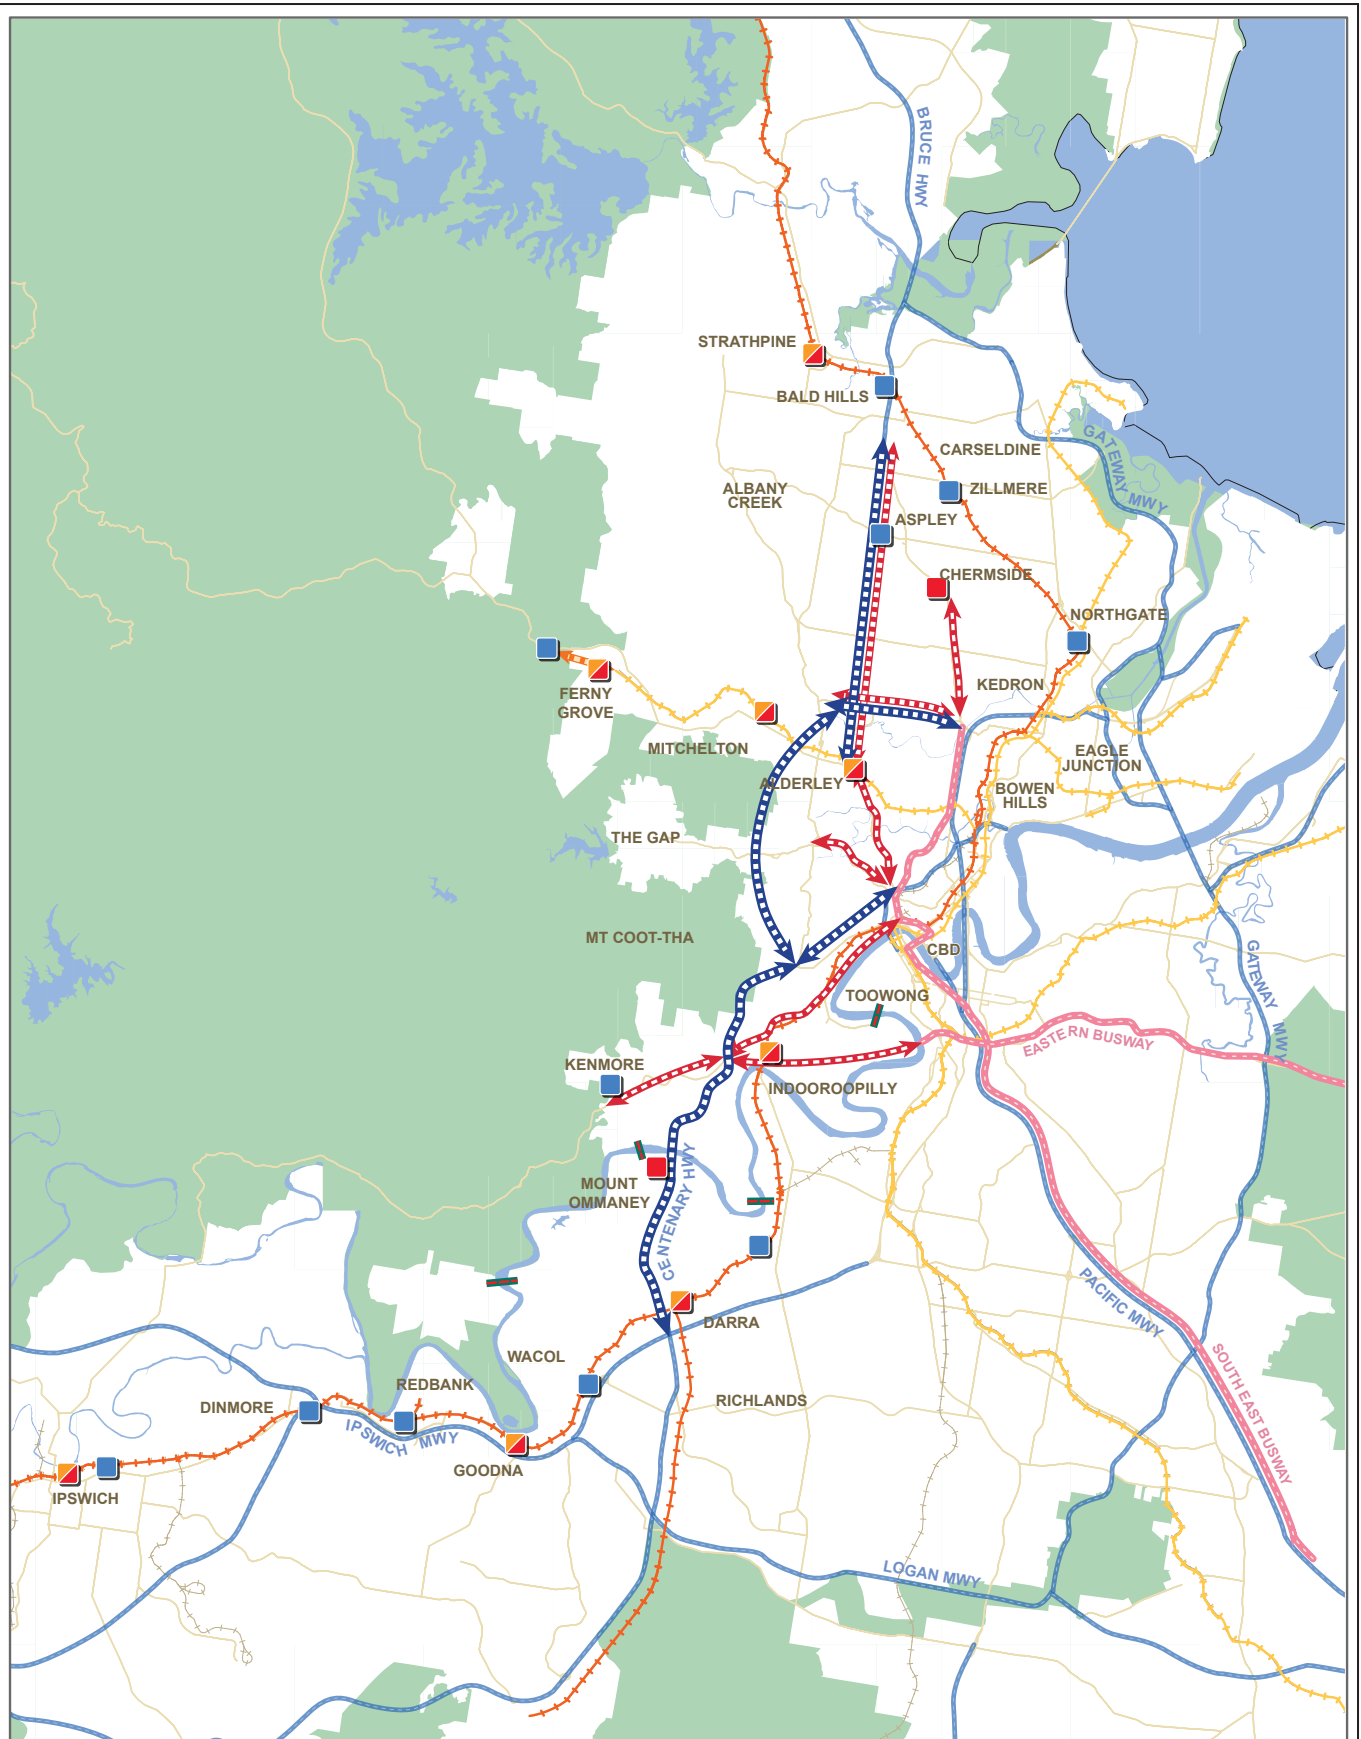 BRUCE HWY
STRATHPINE
BALD HILLS
CARSELDINE
GATEWAY MWY
ALBANY
CREEK
ZILLMERE
ASPLEY
CHERMSIDE
NORTHGATE
KEDRON
FERNY
GROVE
MITCHELTON
EAGLE
JUNCTION
ALDERLEY
BOWEN
HILLS
THE GAP
MT COOT-THA
CBD
GATEWAY MWY
TOOWONG
EASTERN BUSWAY
KENMORE
INDOOROOPILLY
MOUNT
OMMANEY
CENTENARY HWY
PACIFIC MWY
DARRA
SOUTH EAST BUSWAY
WACOL
REDBANK
RICHLANDS
DINMORE
IPSWICH MWY
GOODNA
IPSWICH
LOGAN MWY